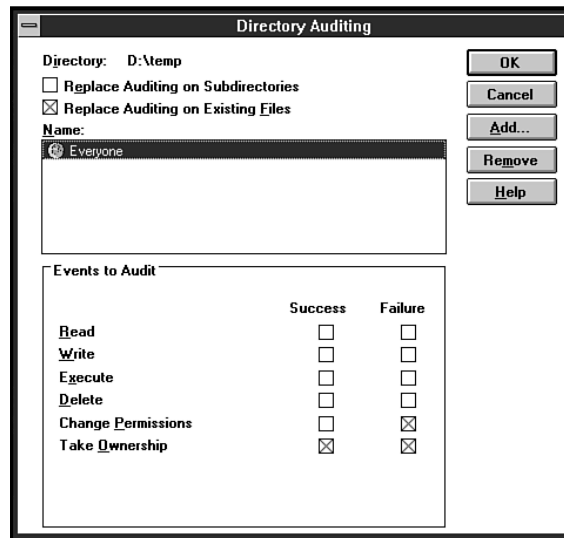 Directory Auditing
Directory: D:\temp
Replace Auditing on Subdirectories
Replace Auditing on Existing Files
Name:
Everyone
OK
Cancel
Add...
Remove
Help
Events to Audit
Success Failure
Read
Write
Execute
Delete
Change Permissions
Take Ownership